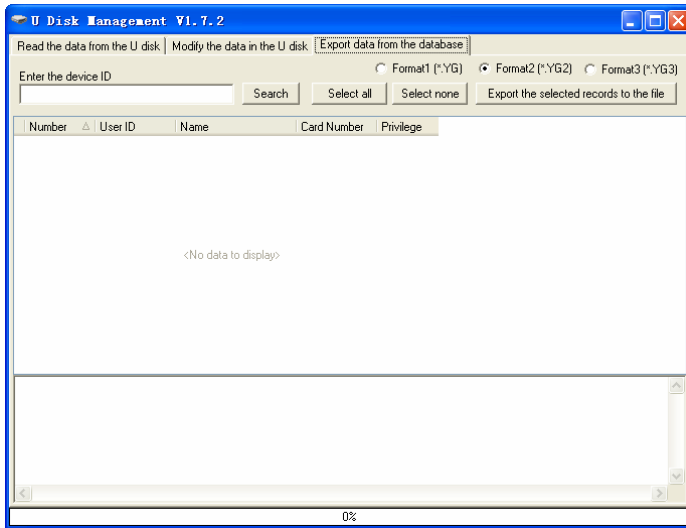 U Disk Management V1.7.2
Read the data from the U disk Modify the data in the U disk Export data from the database
Format1 (*.YG) Format2 (*.YG2) Format3 (*.YG3)
Enter the device ID
Search Select all Select none Export the selected records to the file
Number User ID Name Card Number Privilege
<No data to display>
0%